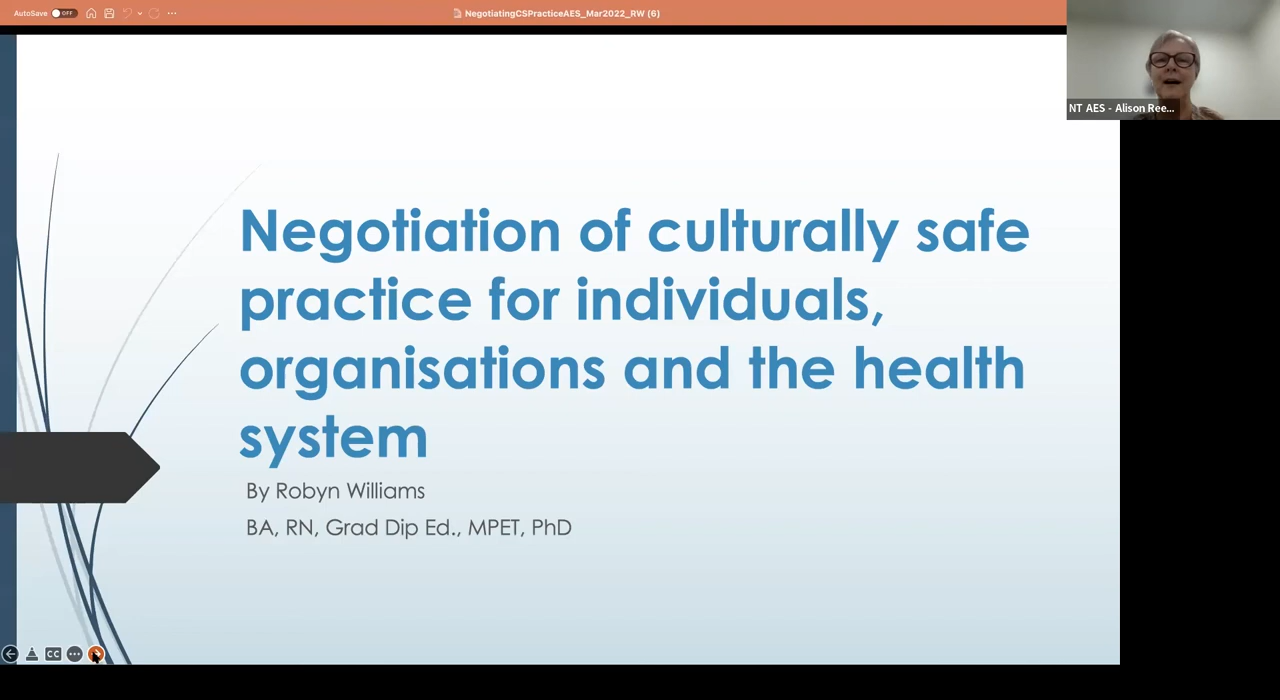 AutoSave OFF
NegotiatingCSPracticeAES_Mar2022_RW (6)
NT AES - Alison Ree...
Negotiation of culturally safe
practice for individuals,
organisations and the health
system
By Robyn Williams
BA, RN, Grad Dip Ed., MPET, PhD
CC